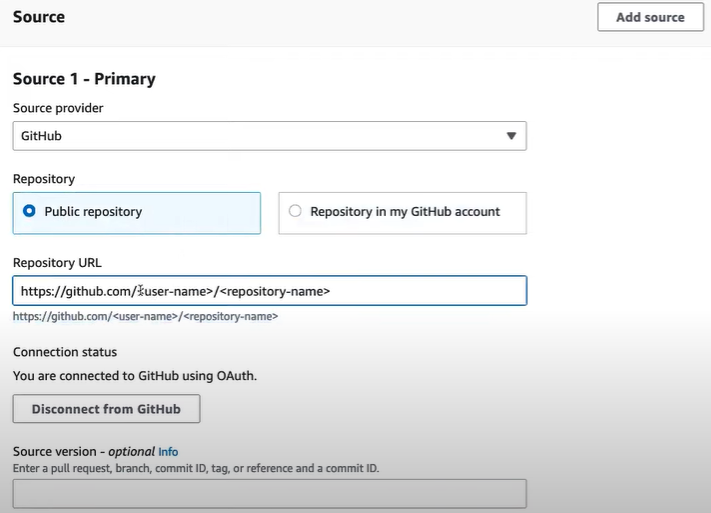 Source
Add source
Source 1 - Primary
Source provider
GitHub
Repository
Public repository
Repository in my GitHub account
Repository URL
https://github.com/<user-name>/<repository-name>
https://github.com/<user-name>/<repository-name>
Connection status
You are connected to GitHub using OAuth.
Disconnect from GitHub
Source version - optional Info
Enter a pull request, branch, commit ID, tag, or reference and a commit ID.